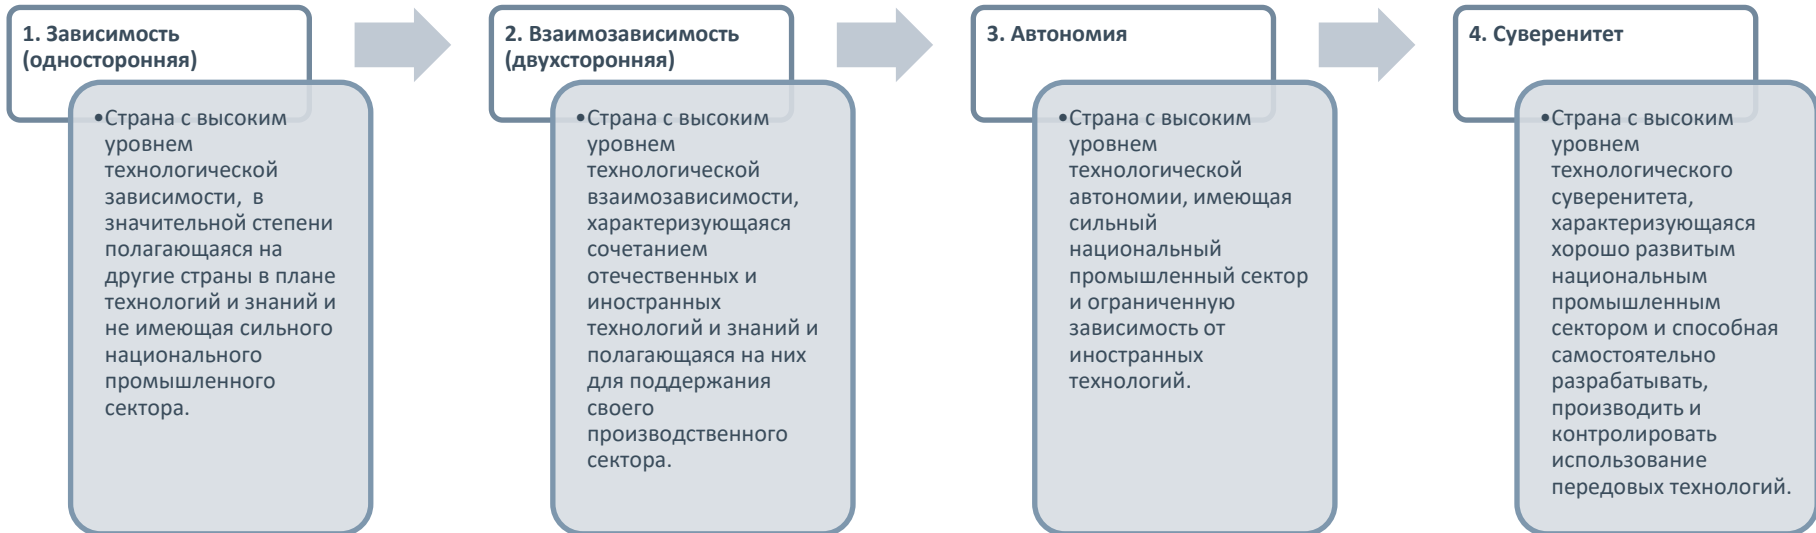 1. Зависимость
(односторонняя)
•Страна с высоким
уровнем
технологической
зависимости, в
значительной степени
полагающаяся на
другие страны в плане
технологий и знаний и
не имеющая сильного
национального
промышленного
сектора.
2. Взаимозависимость
(двухсторонняя)
•Страна с высоким
уровнем
технологической
взаимозависимости,
характеризующаяся
сочетанием
отечественных и
иностранных
технологий и знаний и
полагающаяся на них
для поддержания
своего
производственного
сектора.
3. Автономия
•Страна с высоким
уровнем
технологической
автономии, имеющая
сильный
национальный
промышленный сектор
и ограниченную
зависимость от
иностранных
технологий.
4. Суверенитет
•Страна с высоким
уровнем
технологического
суверенитета,
характеризующаяся
хорошо развитым
национальным
промышленным
сектором и способная
самостоятельно
разрабатывать,
производить и
контролировать
использование
передовых технологий.